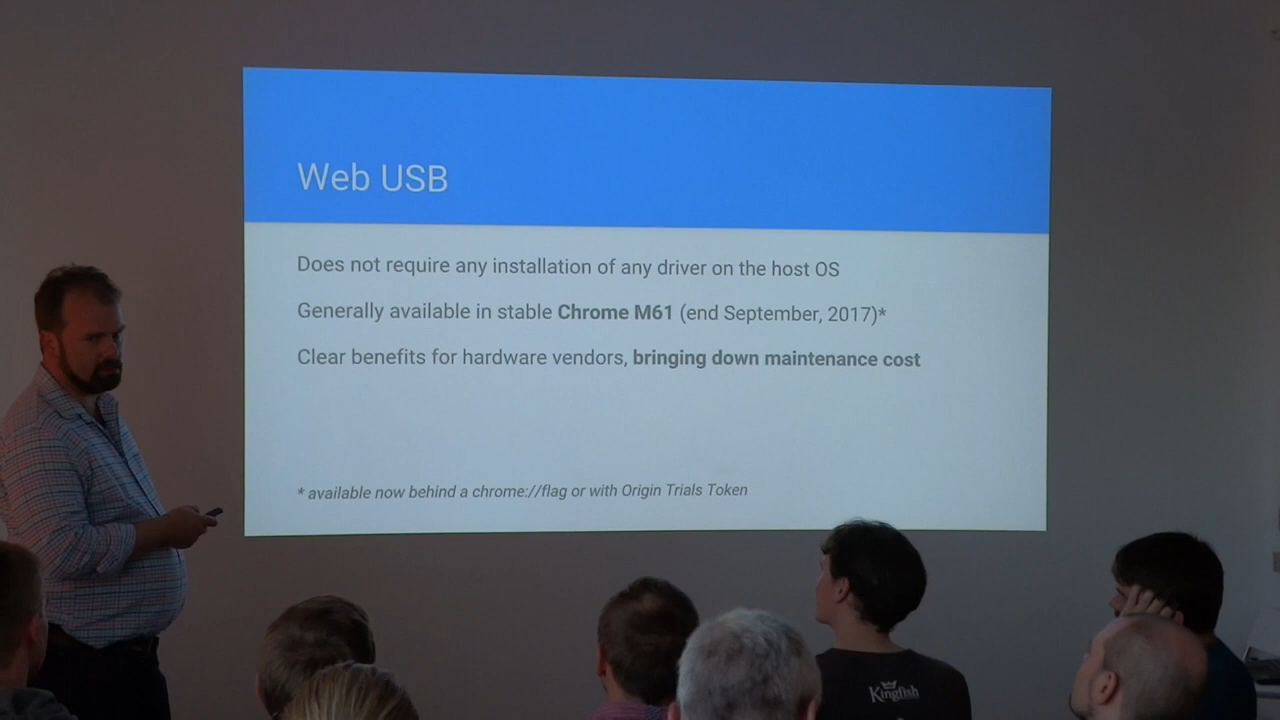 Web USB
Does not require any installation of any driver on the host OS
Generally available in stable Chrome M61 (end September, 2017)*
Clear benefits for hardware vendors, bringing down maintenance cost
* available now behind a chrome://flag or with Origin Trials Token
Kingfish